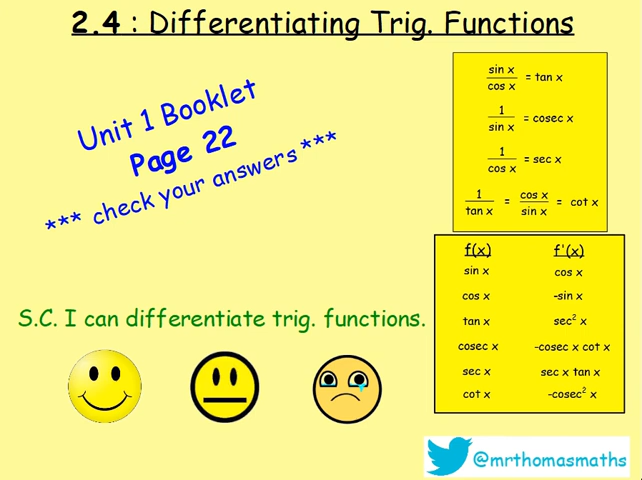 2.4 : Differentiating Trig. Functions
Unit 1 Booklet
Page 22
*** check your answers ***
sin x / cos x = tan x
1 / sin x = cosec x
1 / cos x = sec x
1 / tan x = cos x / sin x = cot x
f(x) f'(x)
sin x cos x
cos x -sin x
tan x sec² x
cosec x -cosec x cot x
sec x sec x tan x
cot x -cosec² x
S.C. I can differentiate trig. functions.
@mrthomasmaths